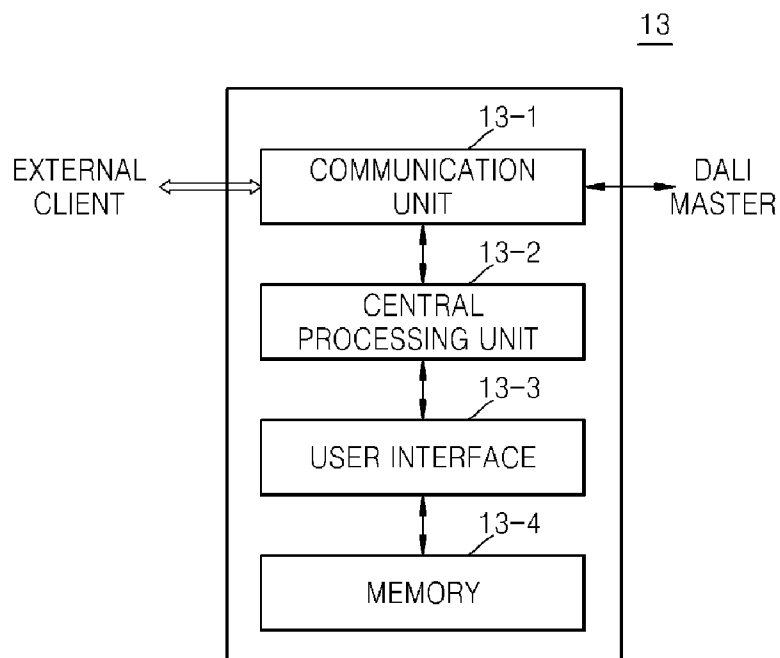 13
13-1
EXTERNAL
CLIENT
COMMUNICATION
UNIT
DALI
MASTER
13-2
CENTRAL
PROCESSING UNIT
13-3
USER INTERFACE
13-4
MEMORY